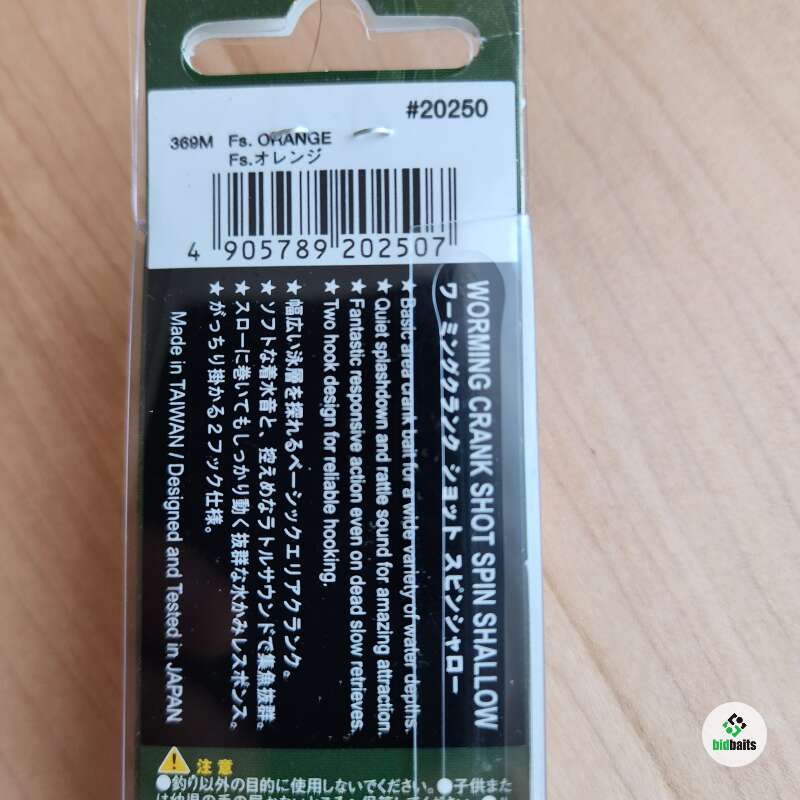 #20250
369M Fs. ORANGE
Fs.オレンジ
4 905789 202507
WORMING CRANK SHOT SPIN SHALLOW
ワーミングクランク ショット スピンシャロー
★ Basic area crank bait for a wide variety of water depths.
★ Quiet splashdown and rattle sound for amazing attraction.
★ Fantastic responsive action even on dead slow retrieves.
★ Two hook design for reliable hooking.
★ 幅広い泳層を探れるベーシックエリアクランク。
★ ソフトな着水音と、控えめなラトルサウンドで集魚抜群。
★ スローに巻いてもしっかり動く抜群な水かみレスポンス。
★ がっちり掛かる2フック仕様。
Made in TAIWAN / Designed and Tested in JAPAN
注意
●釣り以外の目的に使用しないでください。●子供また
bidbaits